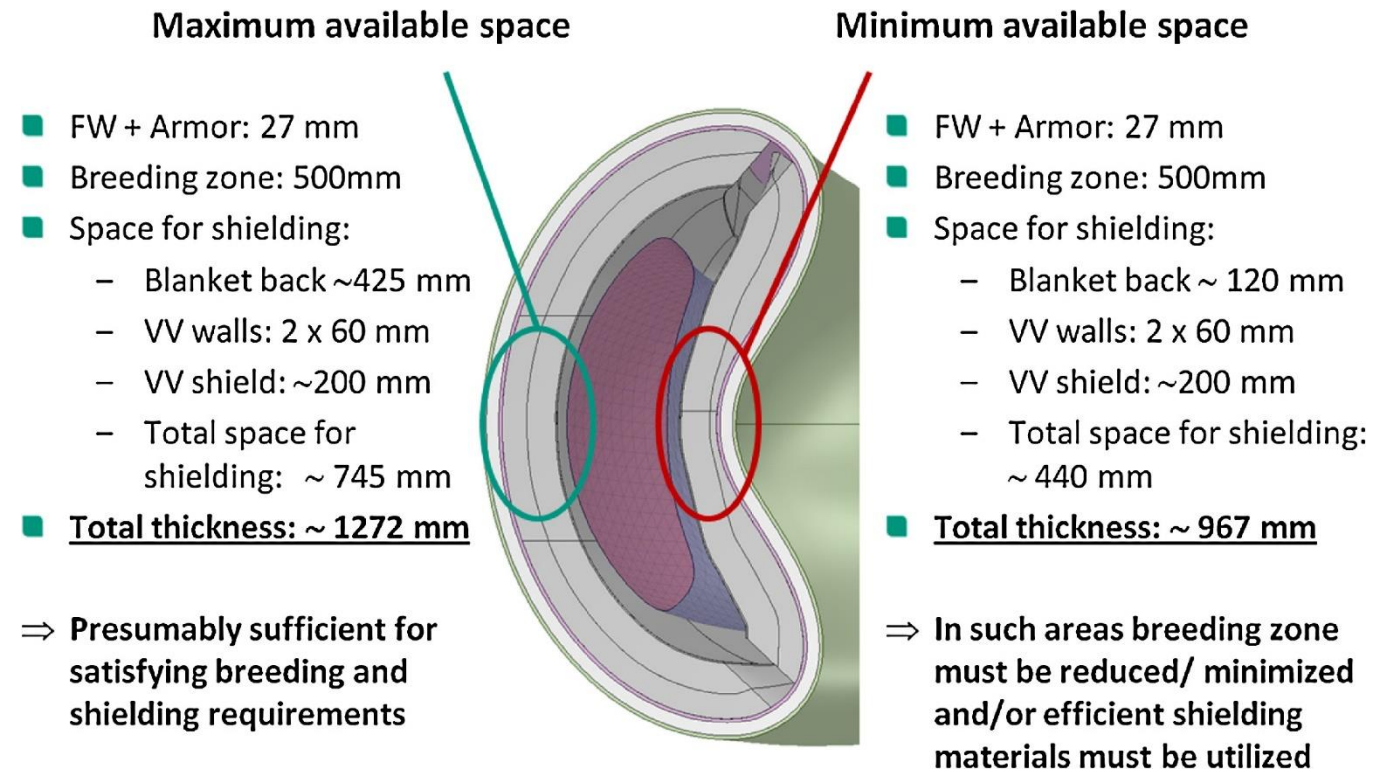 Maximum available space
FW + Armor: 27 mm
Breeding zone: 500mm
Space for shielding:
– Blanket back ~425 mm
– VV walls: 2 x 60 mm
– VV shield: ~200 mm
– Total space for
shielding: ~ 745 mm
Total thickness: ~ 1272 mm
⇒ Presumably sufficient for
satisfying breeding and
shielding requirements
Minimum available space
FW + Armor: 27 mm
Breeding zone: 500mm
Space for shielding:
– Blanket back ~ 120 mm
– VV walls: 2 x 60 mm
– VV shield: ~200 mm
– Total space for shielding:
~ 440 mm
Total thickness: ~ 967 mm
⇒ In such areas breeding zone
must be reduced/ minimized
and/or efficient shielding
materials must be utilized